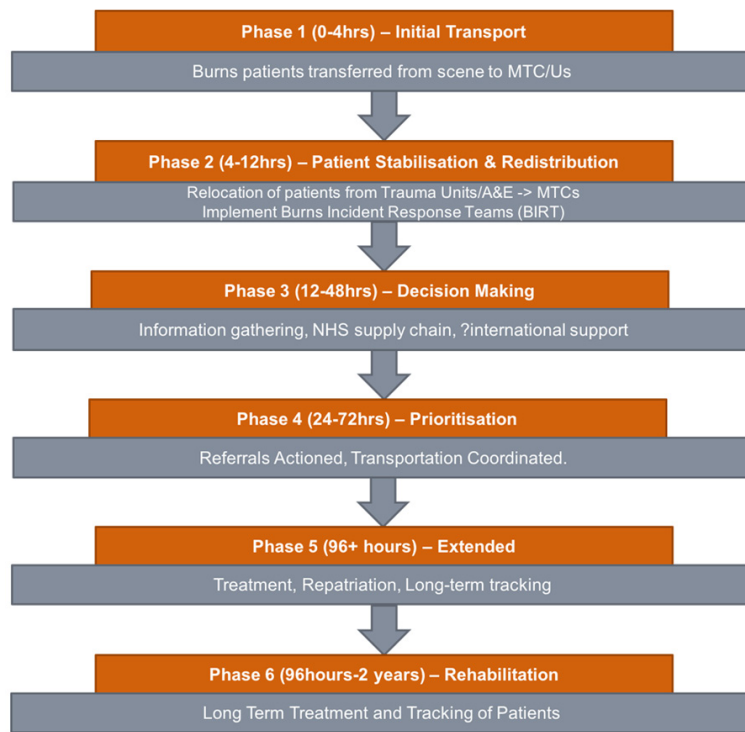 Phase 1 (0-4hrs) – Initial Transport
Burns patients transferred from scene to MTC/Us
Phase 2 (4-12hrs) – Patient Stabilisation & Redistribution
Relocation of patients from Trauma Units/A&E -> MTCs
Implement Burns Incident Response Teams (BIRT)
Phase 3 (12-48hrs) – Decision Making
Information gathering, NHS supply chain, ?international support
Phase 4 (24-72hrs) – Prioritisation
Referrals Actioned, Transportation Coordinated.
Phase 5 (96+ hours) – Extended
Treatment, Repatriation, Long-term tracking
Phase 6 (96hours-2 years) – Rehabilitation
Long Term Treatment and Tracking of Patients